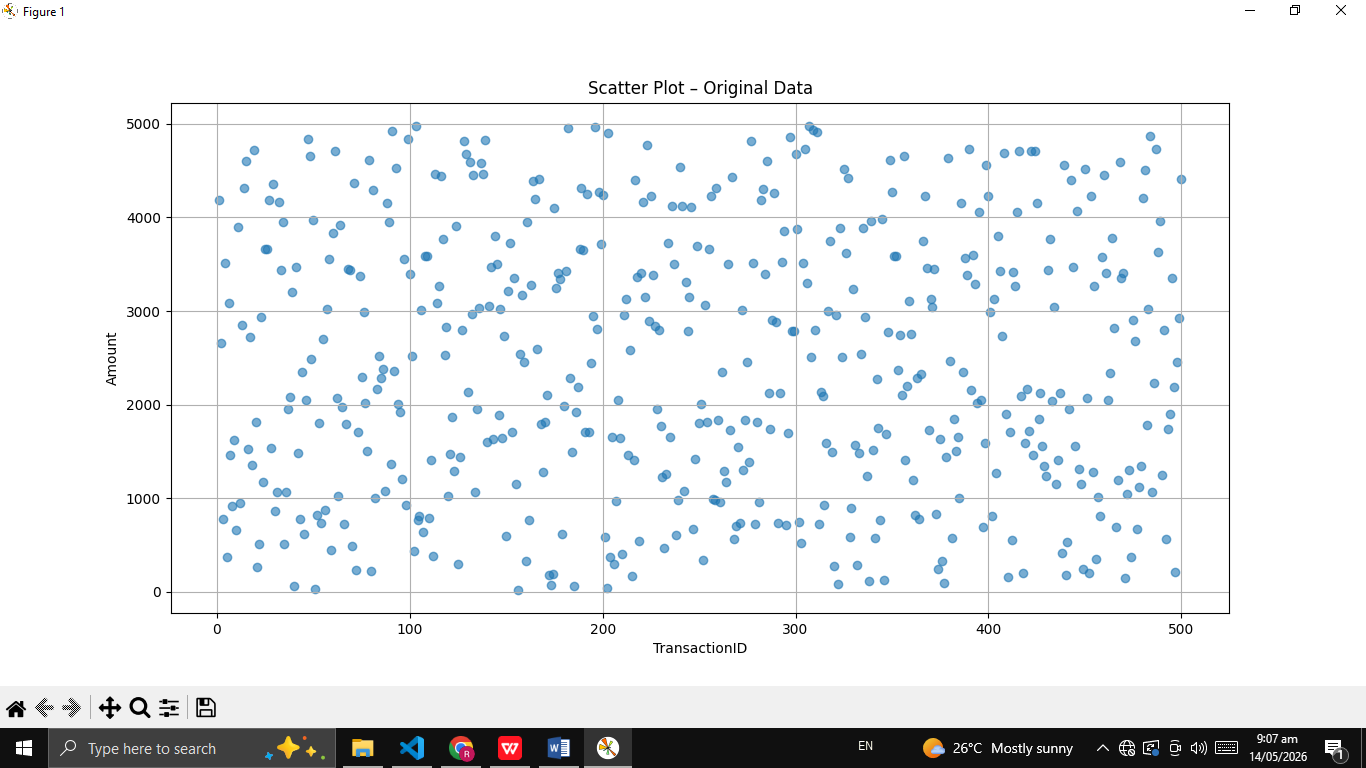 Figure 1
Scatter Plot – Original Data
5000
4000
3000
2000
1000
0
Amount
0 100 200 300 400 500
TransactionID
Type here to search
R
W
W
EN
26°C Mostly sunny
9:07 am
14/05/2026
1